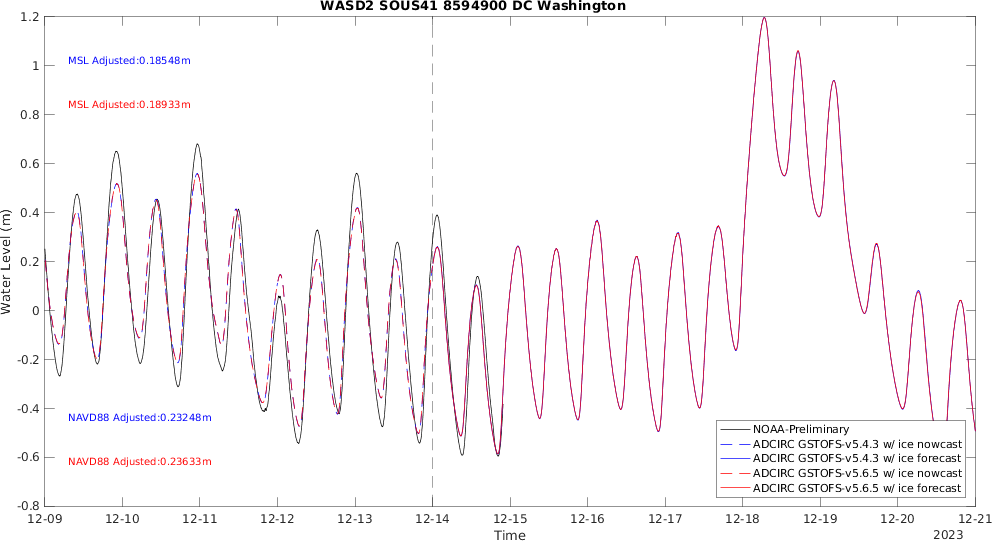 WASD2 SOUS41 8594900 DC Washington
1.2
1
0.8
0.6
0.4
0.2
0
-0.2
-0.4
-0.6
-0.8
Water Level (m)
MSL Adjusted:0.18548m
MSL Adjusted:0.18933m
NAVD88 Adjusted:0.23248m
NAVD88 Adjusted:0.23633m
NOAA-Preliminary
ADCIRC GSTOFS-v5.4.3 w/ ice nowcast
ADCIRC GSTOFS-v5.4.3 w/ ice forecast
ADCIRC GSTOFS-v5.6.5 w/ ice nowcast
ADCIRC GSTOFS-v5.6.5 w/ ice forecast
12-09 12-10 12-11 12-12 12-13 12-14 12-15 12-16 12-17 12-18 12-19 12-20 12-21
Time
2023